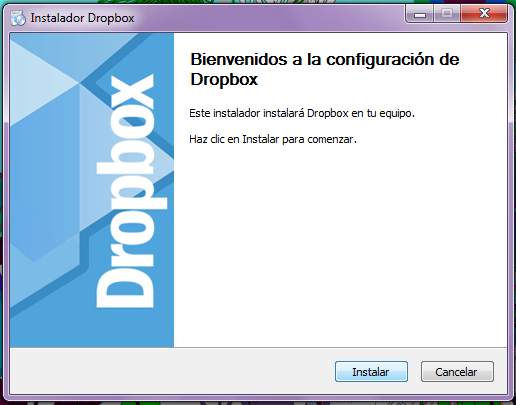 Instalador Dropbox
Dropbox
Bienvenidos a la configuración de
Dropbox
Este instalador instalará Dropbox en tu equipo.
Haz clic en Instalar para comenzar.
Instalar
Cancelar